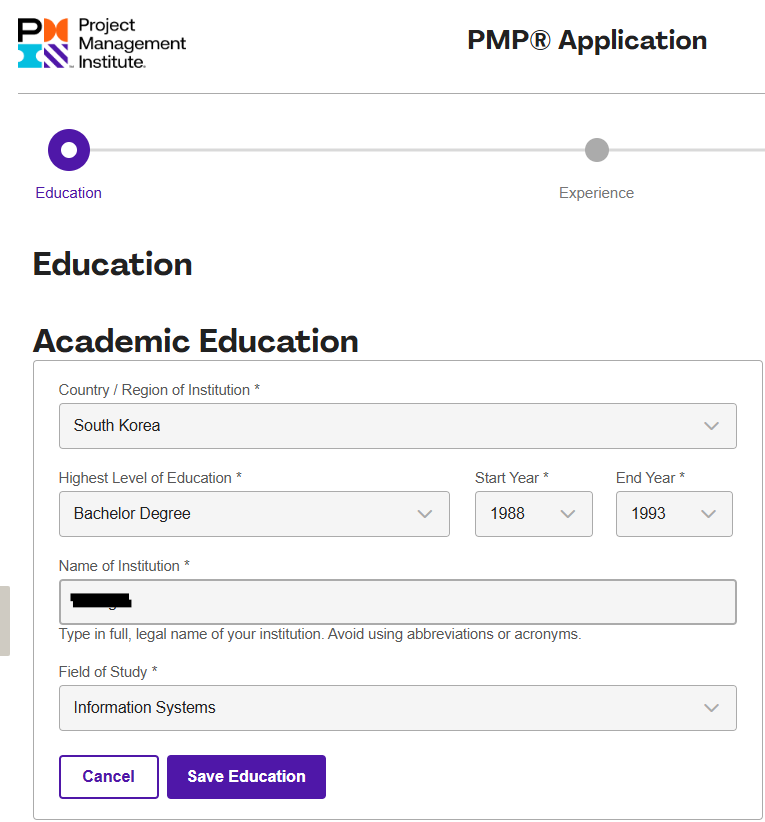 Project
Management
Institute.
PMP® Application
Education
Experience
Education
Academic Education
Country / Region of Institution *
South Korea
Highest Level of Education *
Start Year *
End Year *
Bachelor Degree
1988
1993
Name of Institution *
Type in full, legal name of your institution. Avoid using abbreviations or acronyms.
Field of Study *
Information Systems
Cancel
Save Education